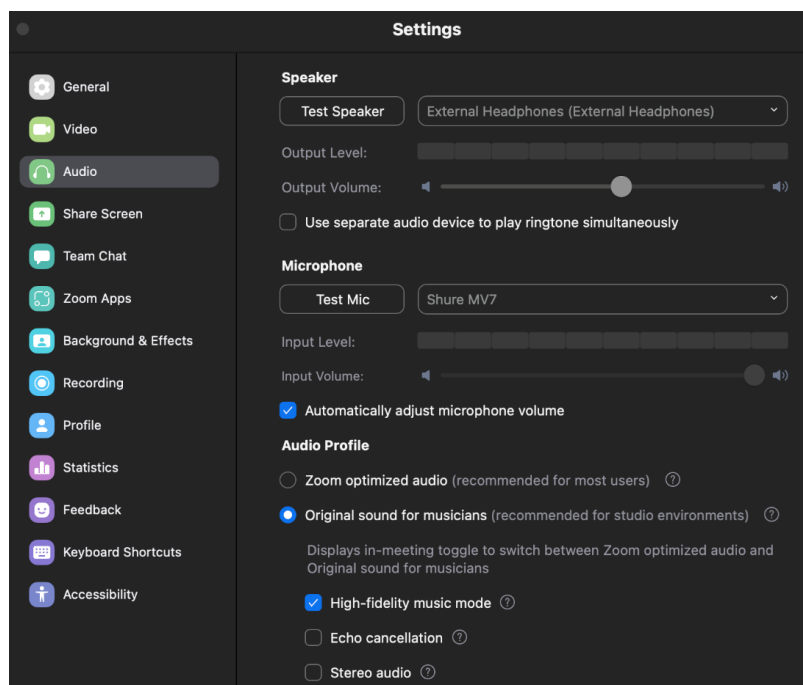 Settings
General
Video
Audio
Share Screen
Team Chat
Zoom Apps
Background & Effects
Recording
Profile
Statistics
Feedback
Keyboard Shortcuts
Accessibility
Speaker
Test Speaker
External Headphones (External Headphones)
Output Level:
Output Volume:
Use separate audio device to play ringtone simultaneously
Microphone
Test Mic
Shure MV7
Input Level:
Input Volume:
Automatically adjust microphone volume
Audio Profile
Zoom optimized audio (recommended for most users) ?
Original sound for musicians (recommended for studio environments) ?
Displays in-meeting toggle to switch between Zoom optimized audio and
Original sound for musicians
High-fidelity music mode ?
Echo cancellation ?
Stereo audio ?